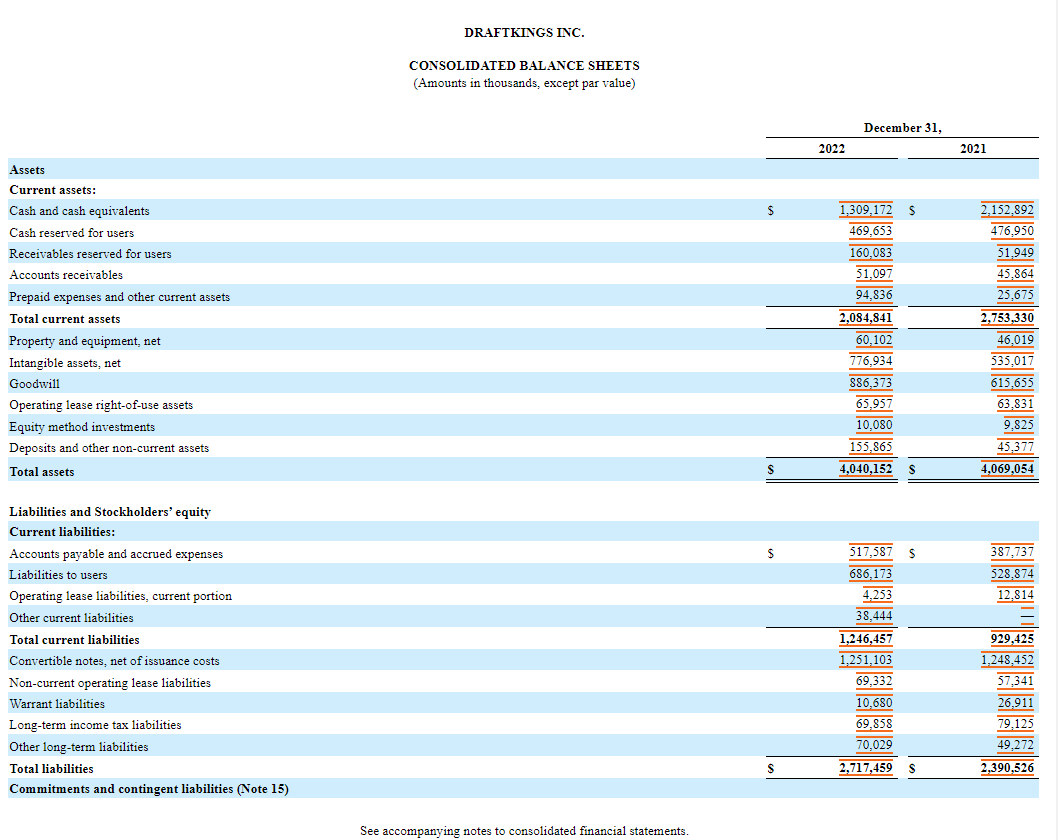 DRAFTKINGS INC.
CONSOLIDATED BALANCE SHEETS
(Amounts in thousands, except par value)
December 31,
2022 2021
Assets
Current assets:
Cash and cash equivalents $ 1,309,172 $ 2,152,892
Cash reserved for users 469,653 476,950
Receivables reserved for users 160,083 51,949
Accounts receivables 51,097 45,864
Prepaid expenses and other current assets 94,836 25,675
Total current assets 2,084,841 2,753,330
Property and equipment, net 60,102 46,019
Intangible assets, net 776,934 535,017
Goodwill 886,373 615,655
Operating lease right-of-use assets 65,957 63,831
Equity method investments 10,080 9,825
Deposits and other non-current assets 155,865 45,377
Total assets $ 4,040,152 $ 4,069,054
Liabilities and Stockholders’ equity
Current liabilities:
Accounts payable and accrued expenses $ 517,587 $ 387,737
Liabilities to users 686,173 528,874
Operating lease liabilities, current portion 4,253 12,814
Other current liabilities 38,444 —
Total current liabilities 1,246,457 929,425
Convertible notes, net of issuance costs 1,251,103 1,248,452
Non-current operating lease liabilities 69,332 57,341
Warrant liabilities 10,680 26,911
Long-term income tax liabilities 69,858 79,125
Other long-term liabilities 70,029 49,272
Total liabilities $ 2,717,459 $ 2,390,526
Commitments and contingent liabilities (Note 15)
See accompanying notes to consolidated financial statements.